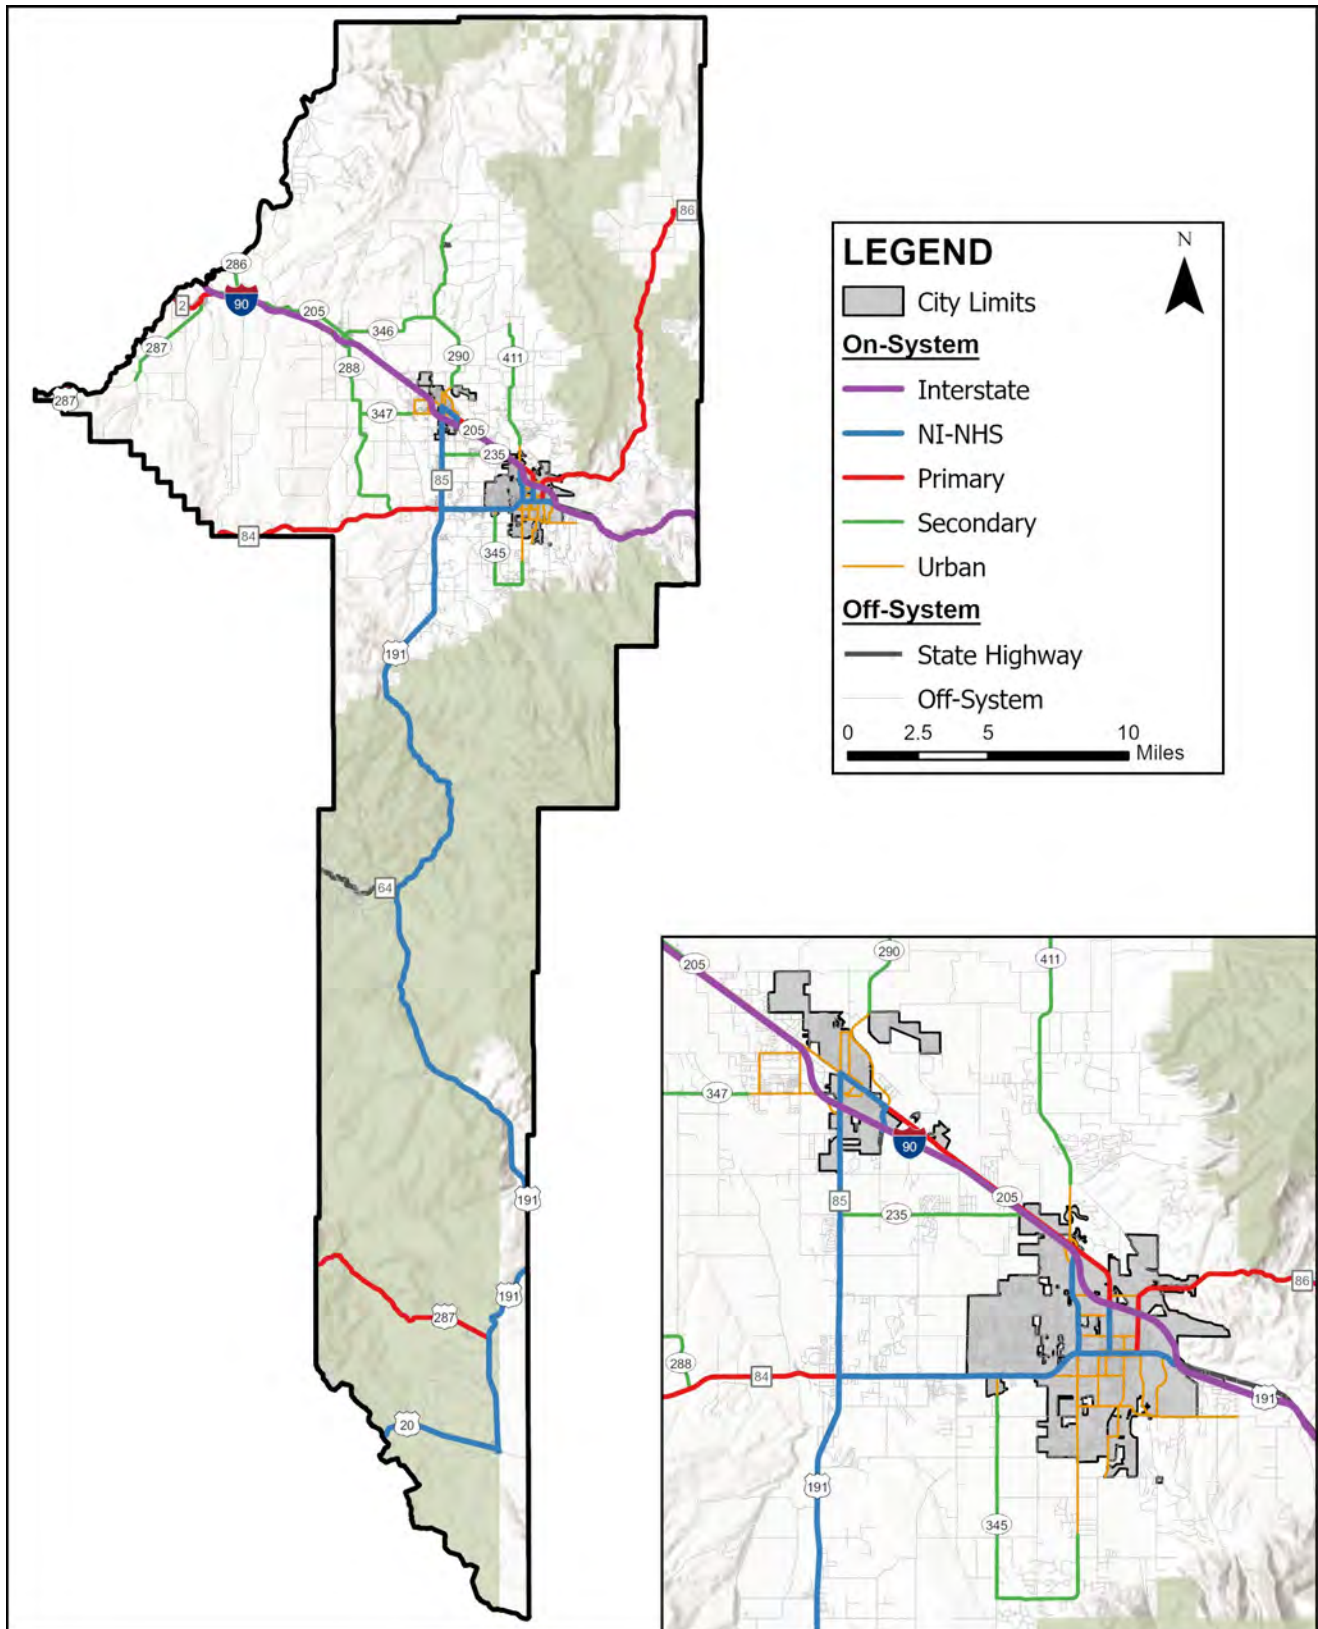 86
286
90
2
205
346
287
290
411
288
287
347
205
235
85
84
345
191
64
191
191
287
20
LEGEND
N
City Limits
On-System
Interstate
NI-NHS
Primary
Secondary
Urban
Off-System
State Highway
Off-System
0 2.5 5 10
Miles
290
411
205
347
90
85
205
235
86
288
84
191
191
345